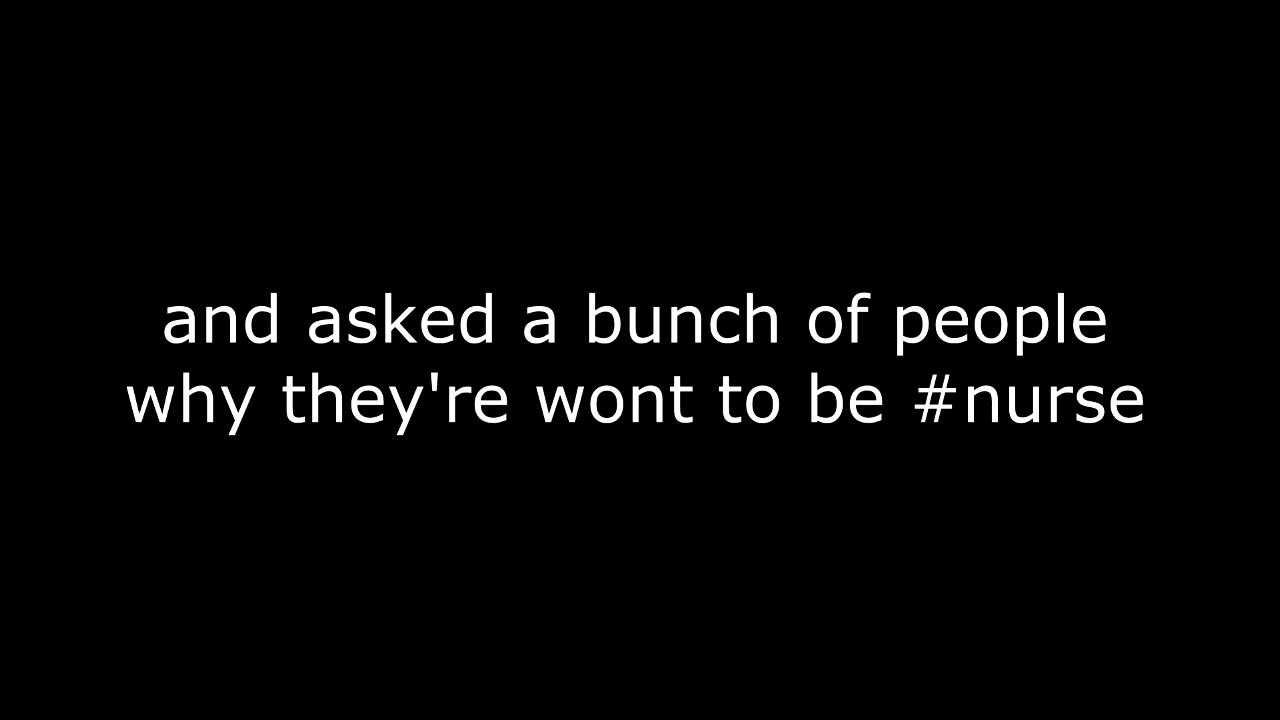 and asked a bunch of people
why they're wont to be #nurse